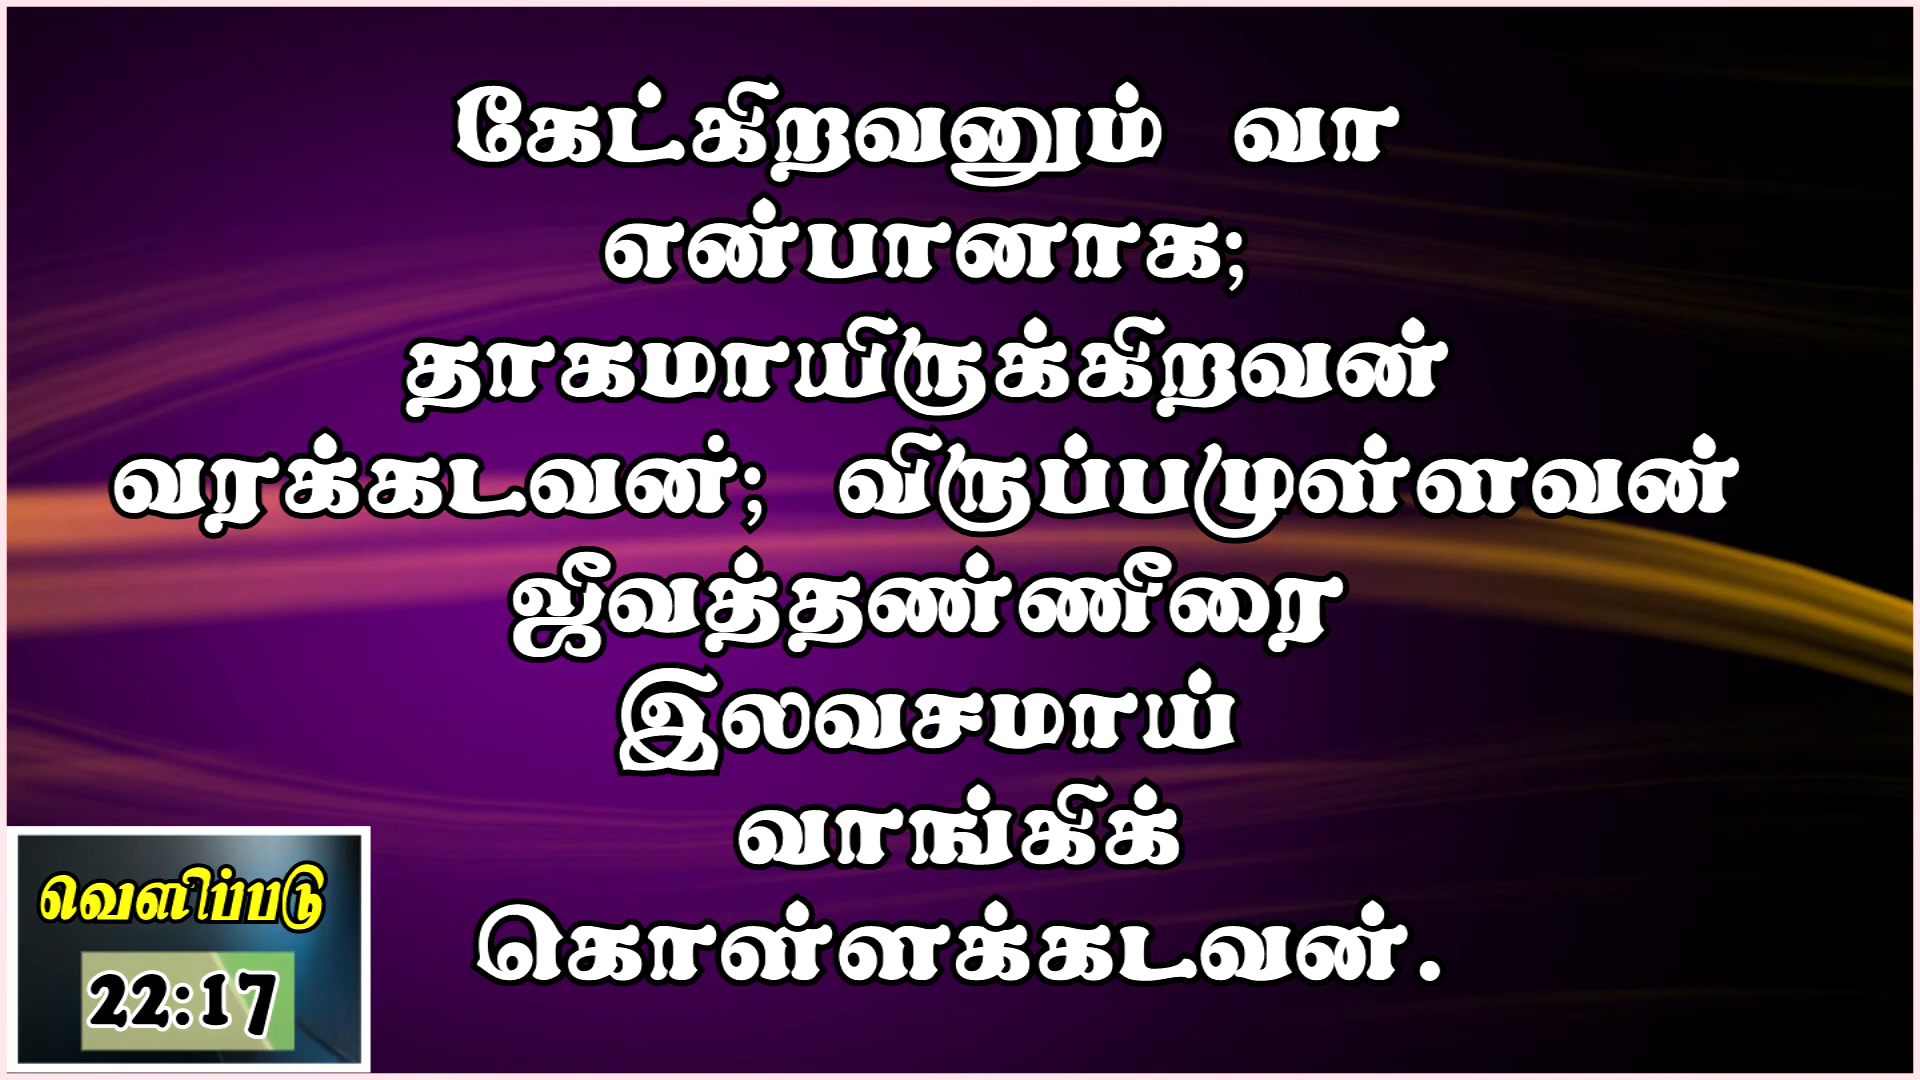 கேட்கிறவனும் வா
என்பானாக;
தாகமாயிருக்கிறவன்
வரக்கடவன்; விருப்பமுள்ளவன்
ஜீவத்தண்ணீரை
இலவசமாய்
வாங்கிக்
கொள்ளக்கடவன்.
வெளிப்படு
22:17